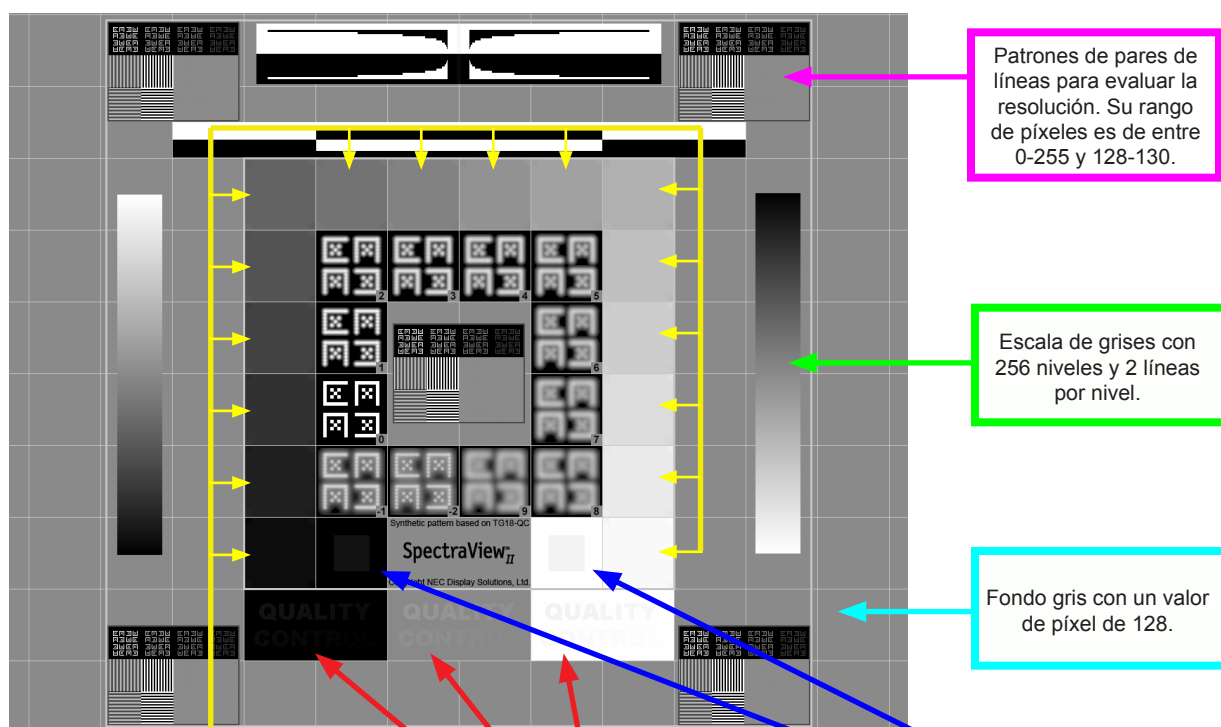 Patrones de pares de
líneas para evaluar la
resolución. Su rango
de píxeles es de entre
0-255 y 128-130.
2
3
4
5
1
6
Escala de grises con
256 niveles y 2 líneas
por nivel.
0
7
-1
-2
9
8
Synthetic pattern based on TG18-QC
SpectraView II
NEC Display Solutions, Ltd.
Fondo gris con un valor
de píxel de 128.
QUALITY
CONTROL
QUALITY
CONTROL
QUALITY
CONTROL